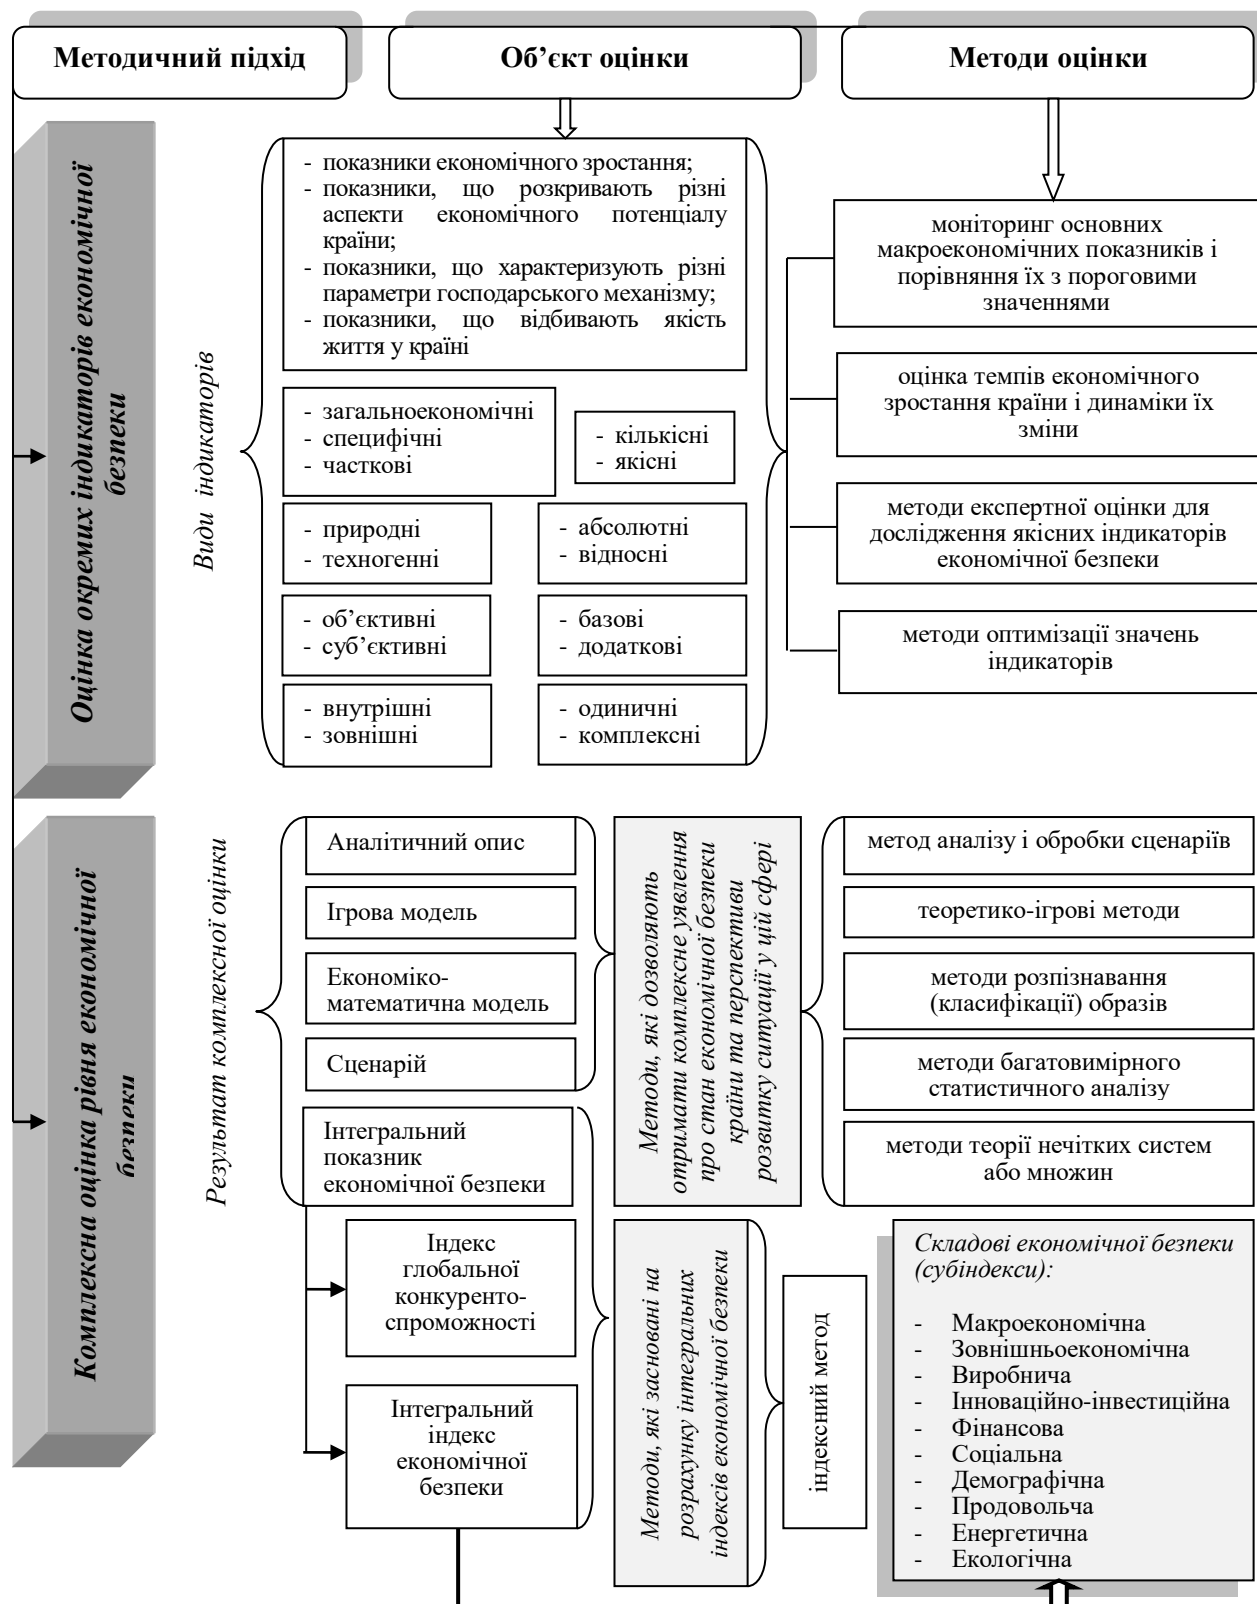 Методичний підхід
Об’єкт оцінки
Методи оцінки
Оцінка окремих індикаторів економічної
безпеки
Види індикаторів
- показники економічного зростання;
- показники, що розкривають різні
аспекти економічного потенціалу
країни;
- показники, що характеризують різні
параметри господарського механізму;
- показники, що відбивають якість
життя у країні
- загальноекономічні
- специфічні
- часткові
- кількісні
- якісні
- природні
- техногенні
- абсолютні
- відносні
- об’єктивні
- суб’єктивні
- базові
- додаткові
- внутрішні
- зовнішні
- одиничні
- комплексні
моніторинг основних
макроекономічних показників і
порівняння їх з пороговими
значеннями
оцінка темпів економічного
зростання країни і динаміки їх
зміни
методи експертної оцінки для
дослідження якісних індикаторів
економічної безпеки
методи оптимізації значень
індикаторів
Комплексна оцінка рівня економічної
безпеки
Результат комплексної оцінки
Аналітичний опис
Ігрова модель
Економіко-
математична модель
Сценарій
Інтегральний
показник
економічної безпеки
Індекс
глобальної
конкуренто-
спроможності
Інтегральний
індекс
економічної
безпеки
Методи, які дозволяють
отримати комплексне уявлення
про стан економічної безпеки
країни та перспективи
розвитку ситуації у цій сфері
Методи, які засновані на
розрахунку інтегральних
індексів економічної безпеки
метод аналізу і обробки сценаріїв
теоретико-ігрові методи
методи розпізнавання
(класифікації) образів
методи багатовимірного
статистичного аналізу
методи теорії нечітких систем
або множин
індексний метод
Складові економічної безпеки
(субіндекси):
- Макроекономічна
- Зовнішньоекономічна
- Виробнича
- Інноваційно-інвестиційна
- Фінансова
- Соціальна
- Демографічна
- Продовольча
- Енергетична
- Екологічна